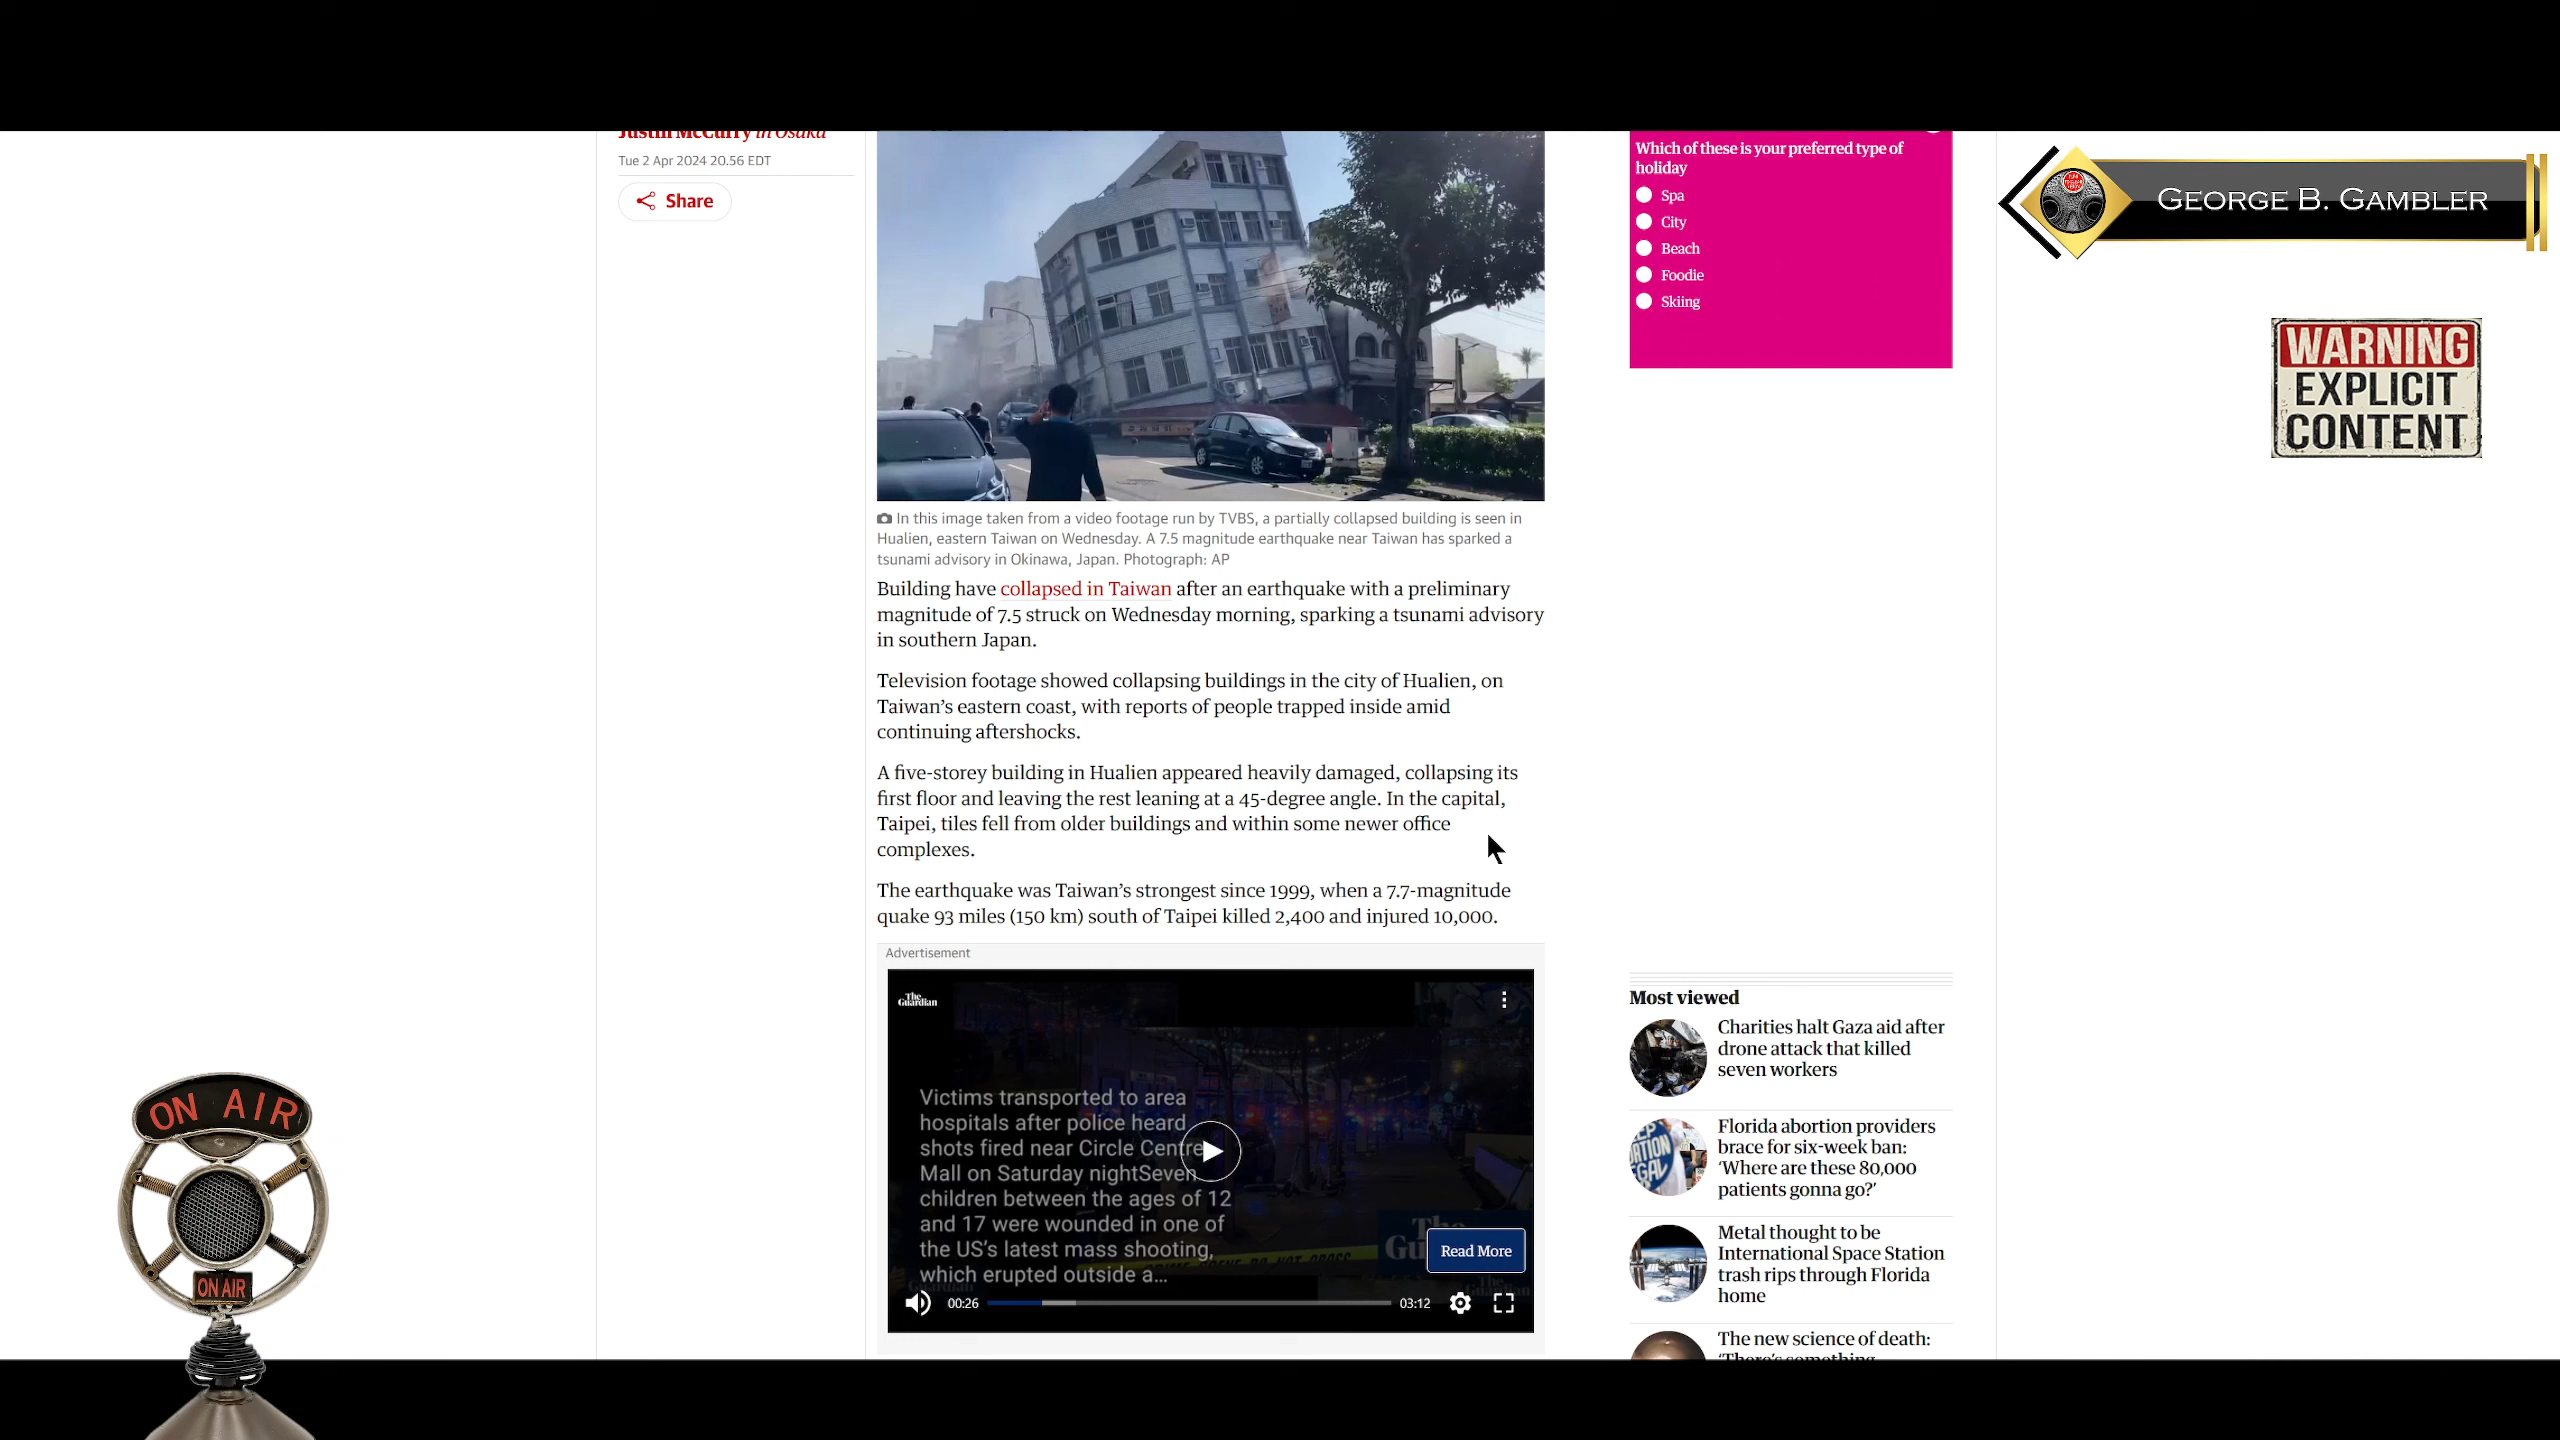 Justin McCurry in Osaka
Tue 2 Apr 2024 20.56 EDT
Share
In this image taken from a video footage run by TVBS, a partially collapsed building is seen in
Hualien, eastern Taiwan on Wednesday. A 7.5 magnitude earthquake near Taiwan has sparked a
tsunami advisory in Okinawa, Japan. Photograph: AP
Building have collapsed in Taiwan after an earthquake with a preliminary
magnitude of 7.5 struck on Wednesday morning, sparking a tsunami advisory
in southern Japan.
Television footage showed collapsing buildings in the city of Hualien, on
Taiwan’s eastern coast, with reports of people trapped inside amid
continuing aftershocks.
A five-storey building in Hualien appeared heavily damaged, collapsing its
first floor and leaving the rest leaning at a 45-degree angle. In the capital,
Taipei, tiles fell from older buildings and within some newer office
complexes.
The earthquake was Taiwan’s strongest since 1999, when a 7.7-magnitude
quake 93 miles (150 km) south of Taipei killed 2,400 and injured 10,000.
Advertisement
The
Guardian
Victims transported to area
hospitals after police heard
shots fired near Circle Centre
Mall on Saturday nightSeven
children between the ages of 12
and 17 were wounded in one of
the US’s latest mass shooting,
which erupted outside a...
Read More
00:26
03:12
Which of these is your preferred type of
holiday
Spa
City
Beach
Foodie
Skiing
Most viewed
Charities halt Gaza aid after
drone attack that killed
seven workers
Florida abortion providers
brace for six-week ban:
‘Where are these 80,000
patients gonna go?’
Metal thought to be
International Space Station
trash rips through Florida
home
The new science of death:
‘There’s something
GEORGE B. GAMBLER
WARNING
EXPLICIT
CONTENT
ON AIR
ON AIR